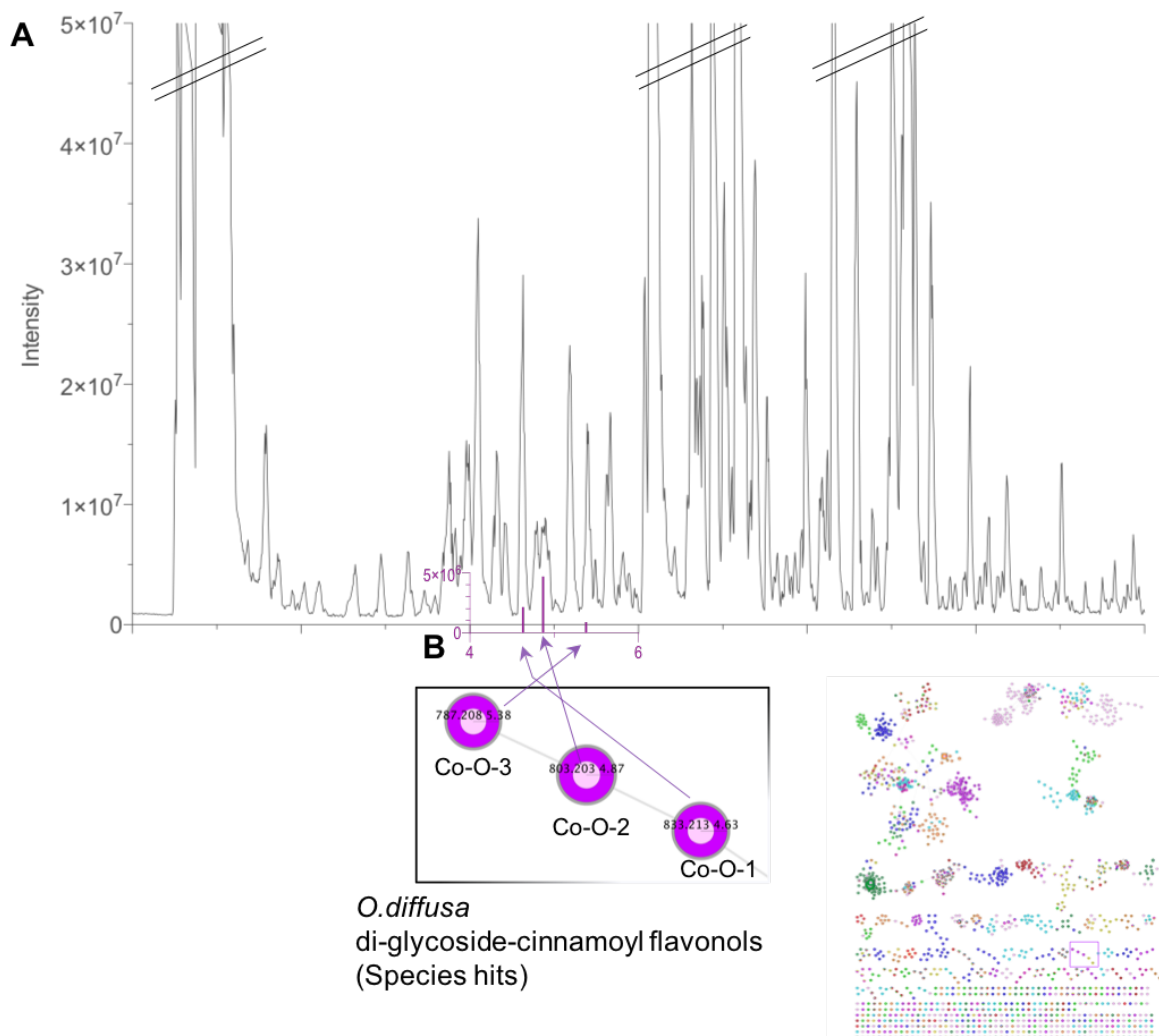 A
5×10⁷
4×10⁷
3×10⁷
2×10⁷
1×10⁷
0
Intensity
5×10⁶
0
4
6
B
787.208 5.38
Co-O-3
803.203 4.87
Co-O-2
833.213 4.63
Co-O-1
O.diffusa
di-glycoside-cinnamoyl flavonols
(Species hits)